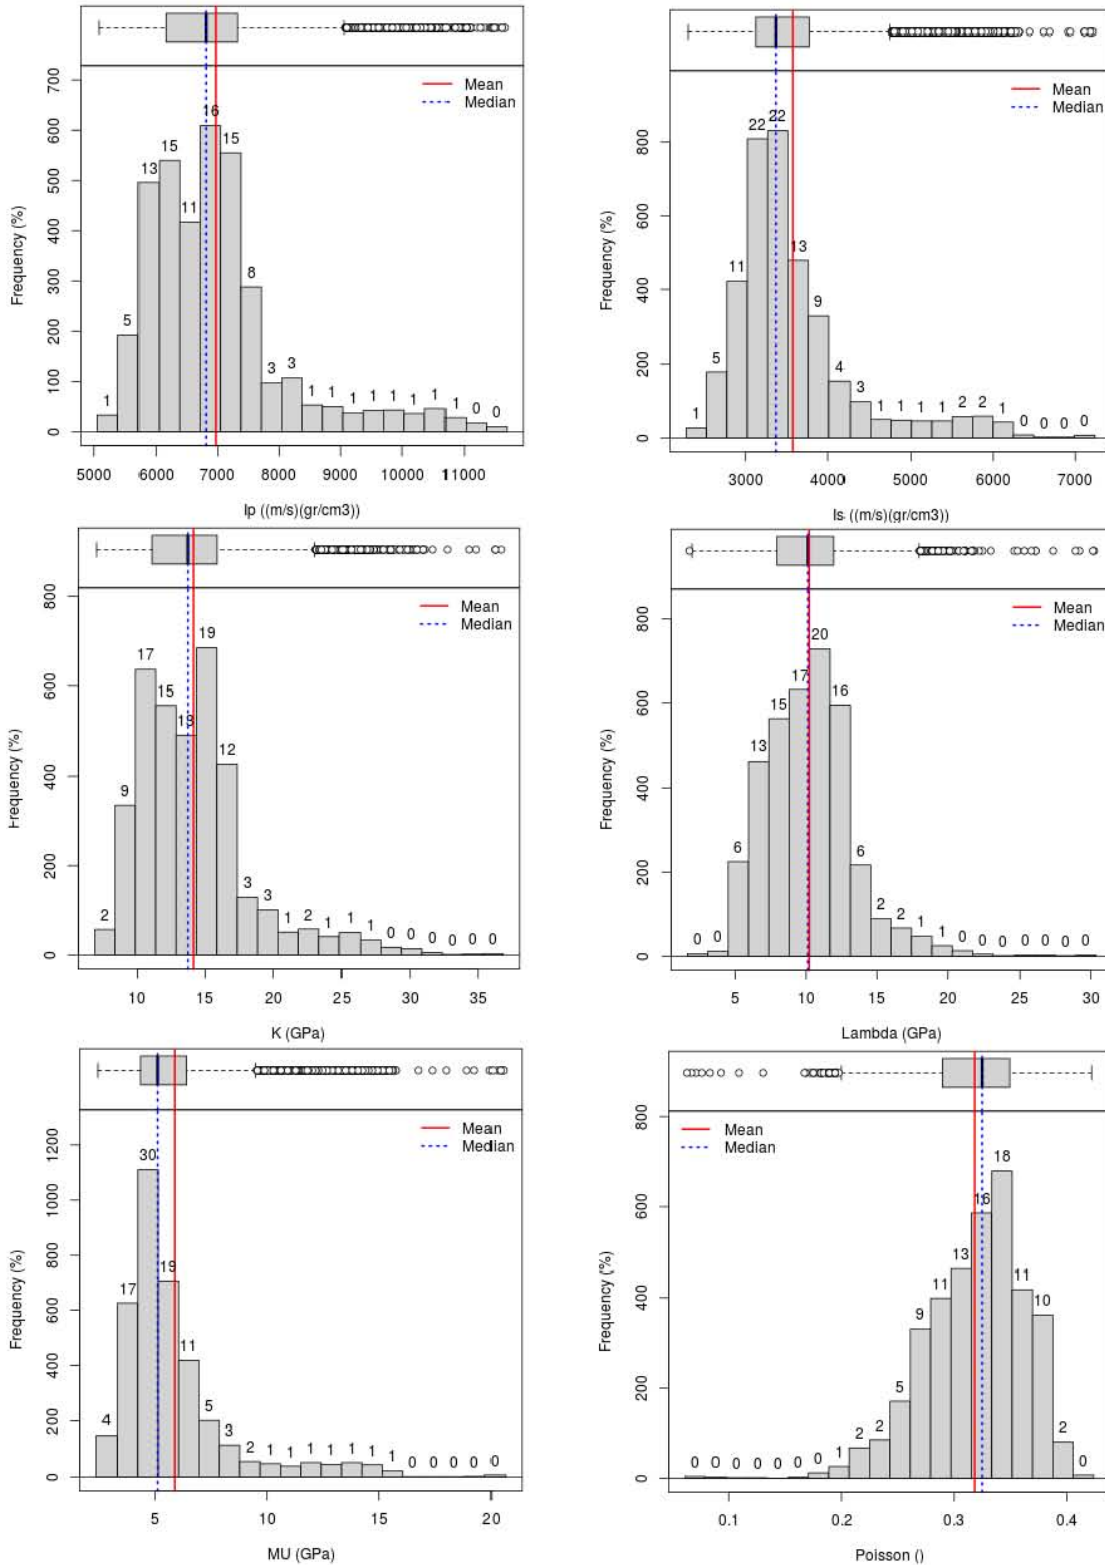 700
Mean
Median
16
600
15
15
13
500
11
400
Frequency (%)
300
8
5
200
3 3
100
1 1 1 1 1 1 1 1 0 0
0
5000 6000 7000 8000 9000 10000 11000
Ip ((m/s)(gr/cm3))
Mean
Median
800
22 22
600
Frequency (%)
13
11
400
9
5
200
4
3
1 1 1 1 1 2 2 1 0 0 0 0
0
3000 4000 5000 6000 7000
Is ((m/s)(gr/cm3))
800
Mean
Median
19
17
600
15
13
12
Frequency (%)
400
9
200
3 3
2 1 2 1 1 1 0 0 0 0 0 0
0
10 15 20 25 30 35
K (GPa)
Mean
Median
800
20
17
16
600
15
13
Frequency (%)
400
6
6
200
2 2
0 0 1 1 0 0 0 0 0 0 0
0
5 10 15 20 25 30
Lambda (GPa)
Mean
Median
1200
30
1000
800
19
17
600
Frequency (%)
11
400
5
200
4
3
2 1 1 1 1 1 1 0 0 0 0 0
0
5 10 15 20
MU (GPa)
800
Mean
Median
18
600
16
13
11
11
10
9
Frequency (%)
400
5
200
2 2
2
0 0 0 0 0 0 0 1 0
0
0.1 0.2 0.3 0.4
Poisson ()